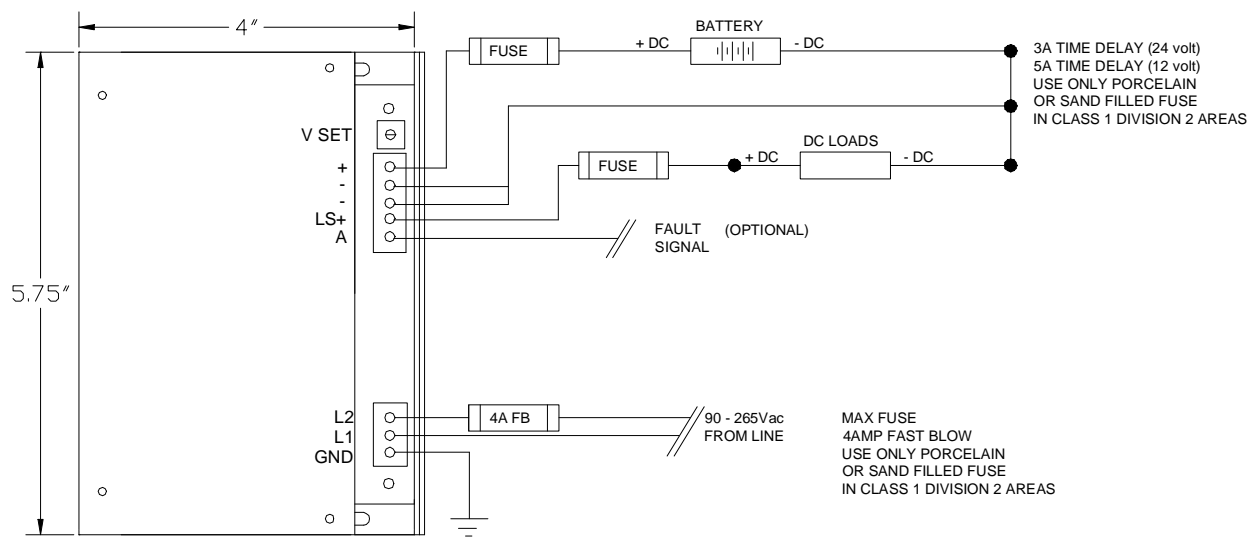 4"
BATTERY
FUSE
+ DC
- DC
3A TIME DELAY (24 volt)
5A TIME DELAY (12 volt)
USE ONLY PORCELAIN
OR SAND FILLED FUSE
IN CLASS 1 DIVISION 2 AREAS
V SET
DC LOADS
+
FUSE
+ DC
- DC
-
-
LS+
A
FAULT (OPTIONAL)
SIGNAL
5.75"
L2
4A FB
90 - 265Vac
FROM LINE
L1
GND
MAX FUSE
4AMP FAST BLOW
USE ONLY PORCELAIN
OR SAND FILLED FUSE
IN CLASS 1 DIVISION 2 AREAS